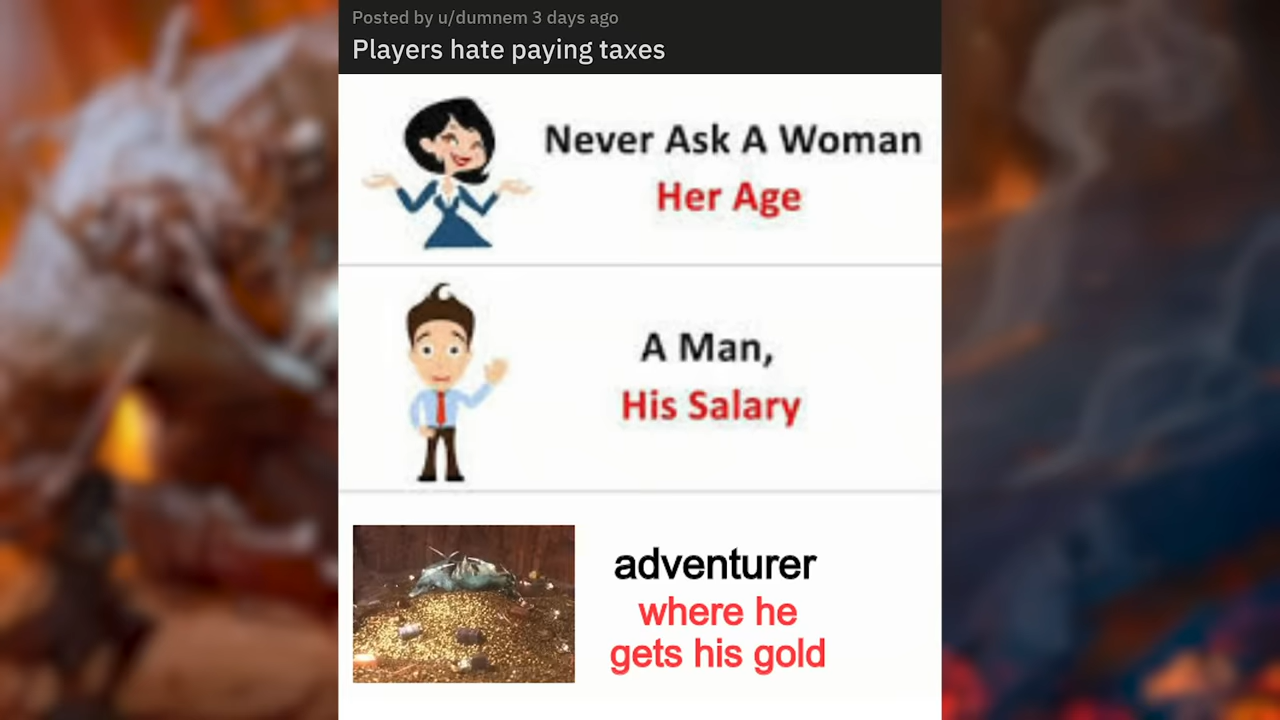 Posted by u/dumnem 3 days ago
Players hate paying taxes
Never Ask A Woman
Her Age
A Man,
His Salary
adventurer
where he
gets his gold